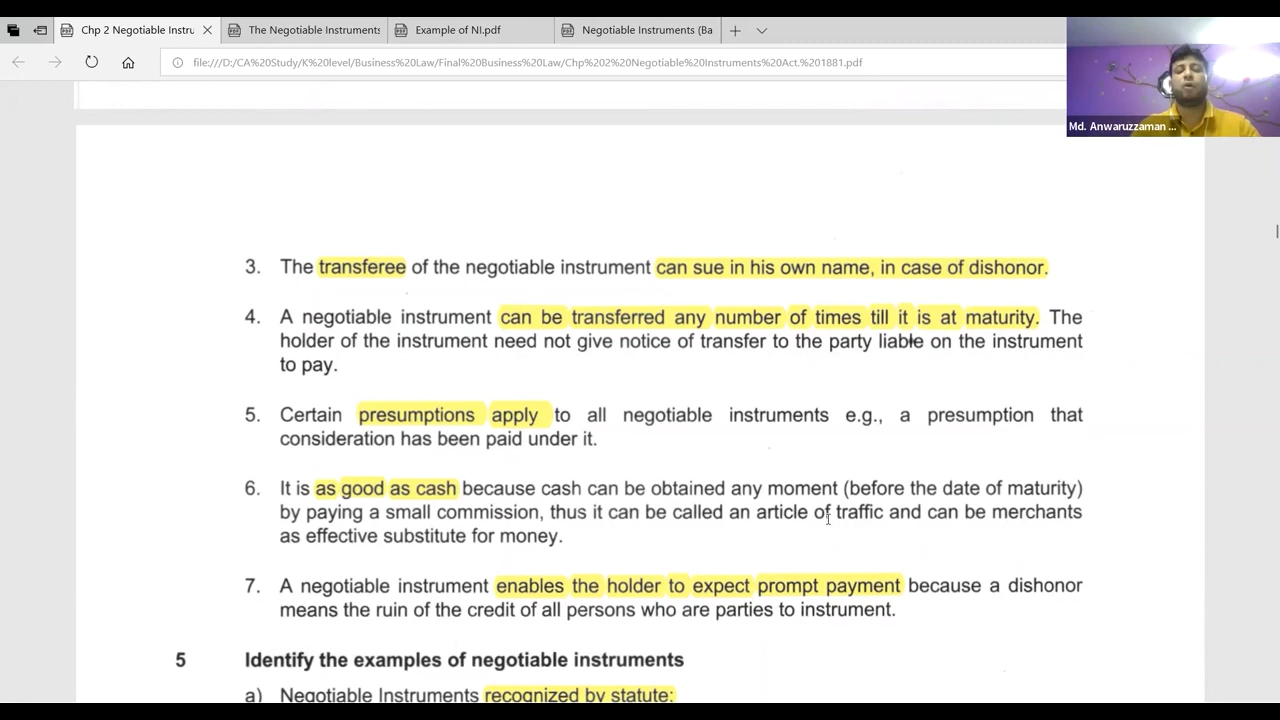 Chp 2 Negotiable Instru
The Negotiable Instruments
Example of NI.pdf
Negotiable Instruments (Ba
file:///D:/CA%20Study/K%20level/Business%20Law/Final%20Business%20Law/Chp%202%20Negotiable%20Instruments%20Act.%201881.pdf
Md. Anwaruzzaman ...
3. The transferee of the negotiable instrument can sue in his own name, in case of dishonor.
4. A negotiable instrument can be transferred any number of times till it is at maturity. The
holder of the instrument need not give notice of transfer to the party liable on the instrument
to pay.
5. Certain presumptions apply to all negotiable instruments e.g., a presumption that
consideration has been paid under it.
6. It is as good as cash because cash can be obtained any moment (before the date of maturity)
by paying a small commission, thus it can be called an article of traffic and can be merchants
as effective substitute for money.
7. A negotiable instrument enables the holder to expect prompt payment because a dishonor
means the ruin of the credit of all persons who are parties to instrument.
5 Identify the examples of negotiable instruments
a) Negotiable Instruments recognized by statute: